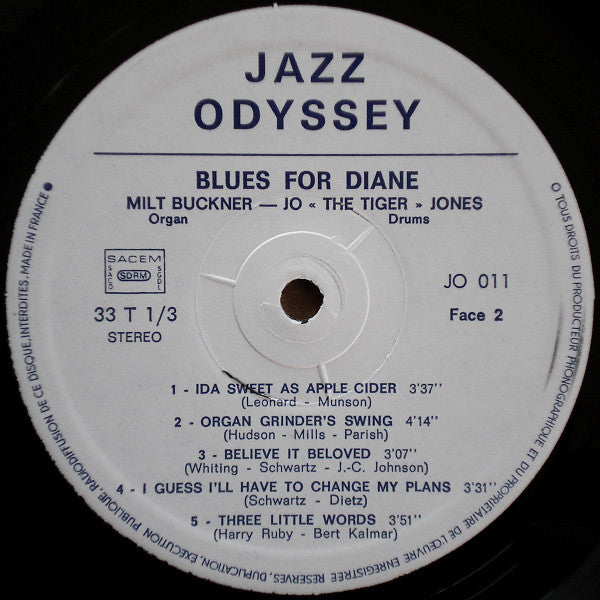 JAZZ
ODYSSEY
BLUES FOR DIANE
MILT BUCKNER — JO « THE TIGER » JONES
Organ Drums
SACEM
SACD SDRM SGDL
JO 011
33 T 1/3
Face 2
STEREO
1 - IDA SWEET AS APPLE CIDER 3'37"
(Leonard - Munson)
2 - ORGAN GRINDER'S SWING 4'14"
(Hudson - Mills - Parish)
3 - BELIEVE IT BELOVED 3'07"
(Whiting - Schwartz - J.-C. Johnson)
4 - I GUESS I'LL HAVE TO CHANGE MY PLANS 3'31"
(Schwartz - Dietz)
5 - THREE LITTLE WORDS 3'51"
(Harry Ruby - Bert Kalmar)
O TOUS DROITS DU PRODUCTEUR PHONOGRAPHIQUE ET DU PROPRIETAIRE DE L'ŒUVRE ENREGISTREE RESERVES, DUPLICATION, EXECUTION PUBLIQUE, RADIODIFFUSION DE CE DISQUE, INTERDITES. MADE IN FRANCE ●